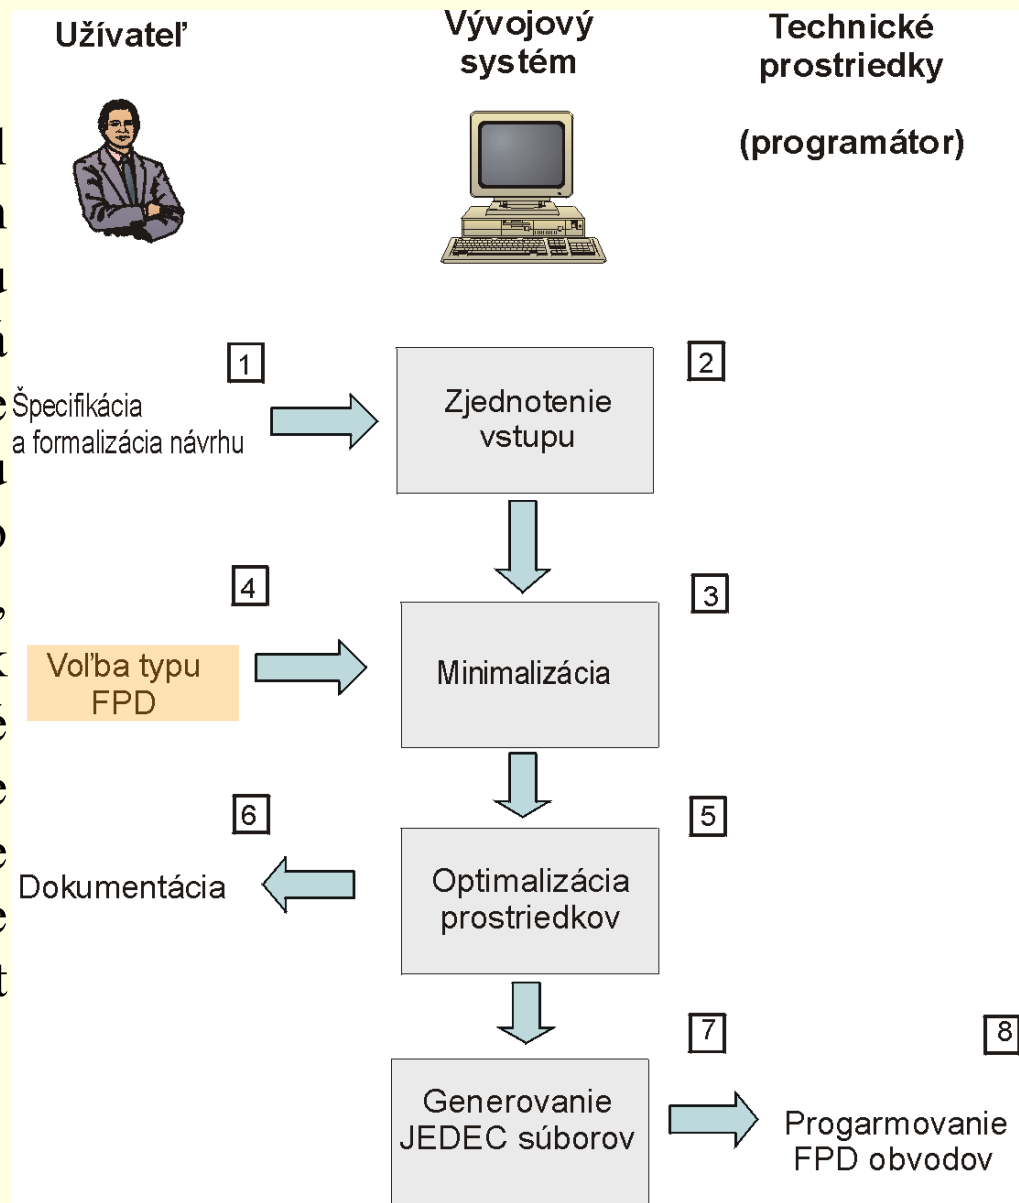 Užívateľ
Vývojový
systém
Technické
prostriedky
(programátor)
1
2
Špecifikácia
a formalizácia návrhu
Zjednotenie
vstupu
4
3
Voľba typu
FPD
Minimalizácia
6
5
Dokumentácia
Optimalizácia
prostriedkov
7
8
Generovanie
JEDEC súborov
Progarmovanie
FPD obvodov